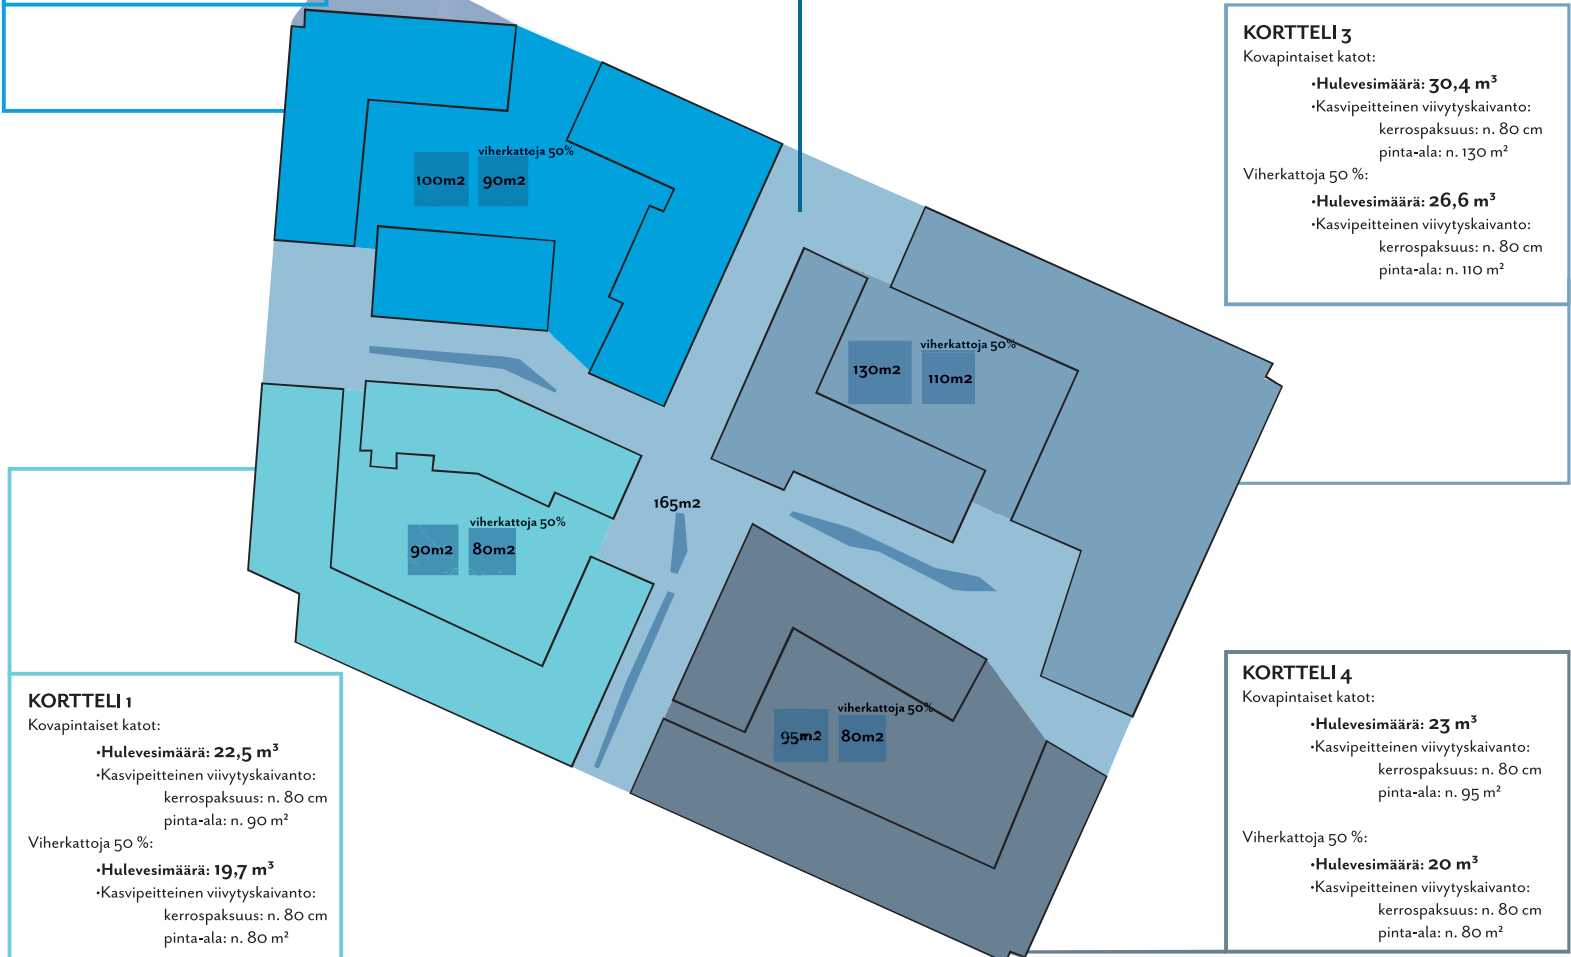 KORTTELI 3
Kovapintaiset katot:
•Hulevesimäärä: 30,4 m³
•Kasvipeitteinen viivytyskaivanto:
kerrospaksuus: n. 80 cm
pinta-ala: n. 130 m²
Viherkattoja 50 %:
•Hulevesimäärä: 26,6 m³
•Kasvipeitteinen viivytyskaivanto:
kerrospaksuus: n. 80 cm
pinta-ala: n. 110 m²
viherkattoja 50%
100m2 90m2
viherkattoja 50%
130m2 110m2
165m2
viherkattoja 50%
90m2 80m2
viherkattoja 50%
95m2 80m2
KORTTELI 1
Kovapintaiset katot:
•Hulevesimäärä: 22,5 m³
•Kasvipeitteinen viivytyskaivanto:
kerrospaksuus: n. 80 cm
pinta-ala: n. 90 m²
Viherkattoja 50 %:
•Hulevesimäärä: 19,7 m³
•Kasvipeitteinen viivytyskaivanto:
kerrospaksuus: n. 80 cm
pinta-ala: n. 80 m²
KORTTELI 4
Kovapintaiset katot:
•Hulevesimäärä: 23 m³
•Kasvipeitteinen viivytyskaivanto:
kerrospaksuus: n. 80 cm
pinta-ala: n. 95 m²
Viherkattoja 50 %:
•Hulevesimäärä: 20 m³
•Kasvipeitteinen viivytyskaivanto:
kerrospaksuus: n. 80 cm
pinta-ala: n. 80 m²